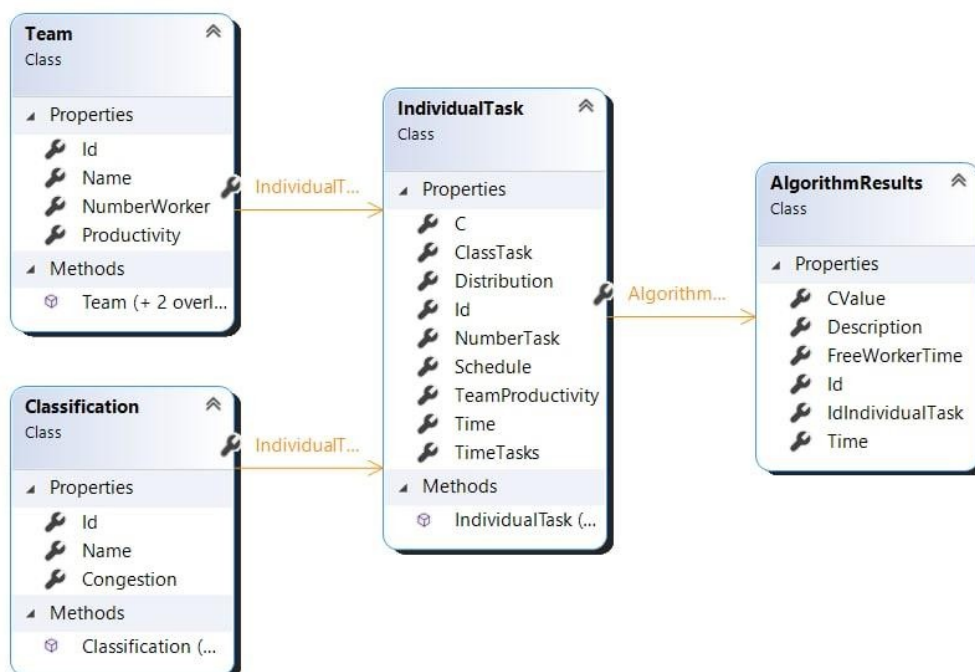 Team
Class
Properties
Id
Name
NumberWorker
Productivity
Methods
Team (+ 2 overl...
IndividualT...
Classification
Class
Properties
Id
Name
Congestion
Methods
Classification (...
IndividualT...
IndividualTask
Class
Properties
C
ClassTask
Distribution
Id
NumberTask
Schedule
TeamProductivity
Time
TimeTasks
Methods
IndividualTask (...
Algorithm...
AlgorithmResults
Class
Properties
CValue
Description
FreeWorkerTime
Id
IdIndividualTask
Time